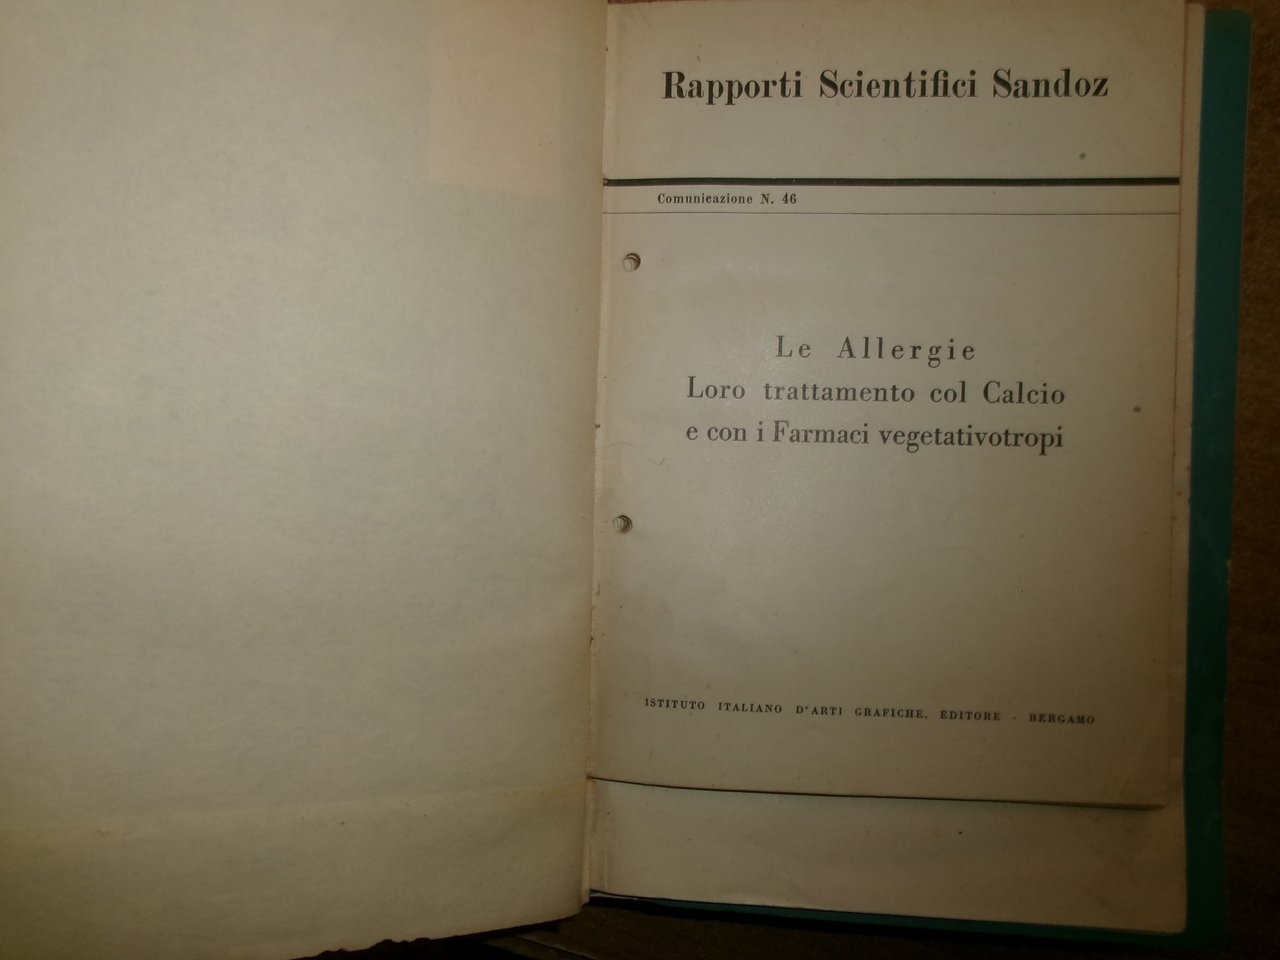 Rapporti Scientifici Sandoz
Comunicazione N. 46
Le Allergie
Loro trattamento col Calcio
e con i Farmaci vegetativotropi
ISTITUTO ITALIANO D'ARTI GRAFICHE, EDITORE - BERGAMO